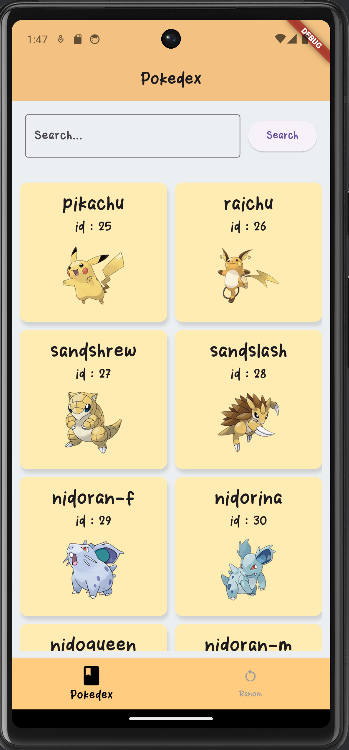 1:47
DEBUG
Pokedex
Search...
Search
pikachu
raichu
id : 25
id : 26
sandshrew
sandslash
id : 27
id : 28
nidoran-f
nidorina
id : 29
id : 30
nidoqueen
nidoran-m
Pokedex